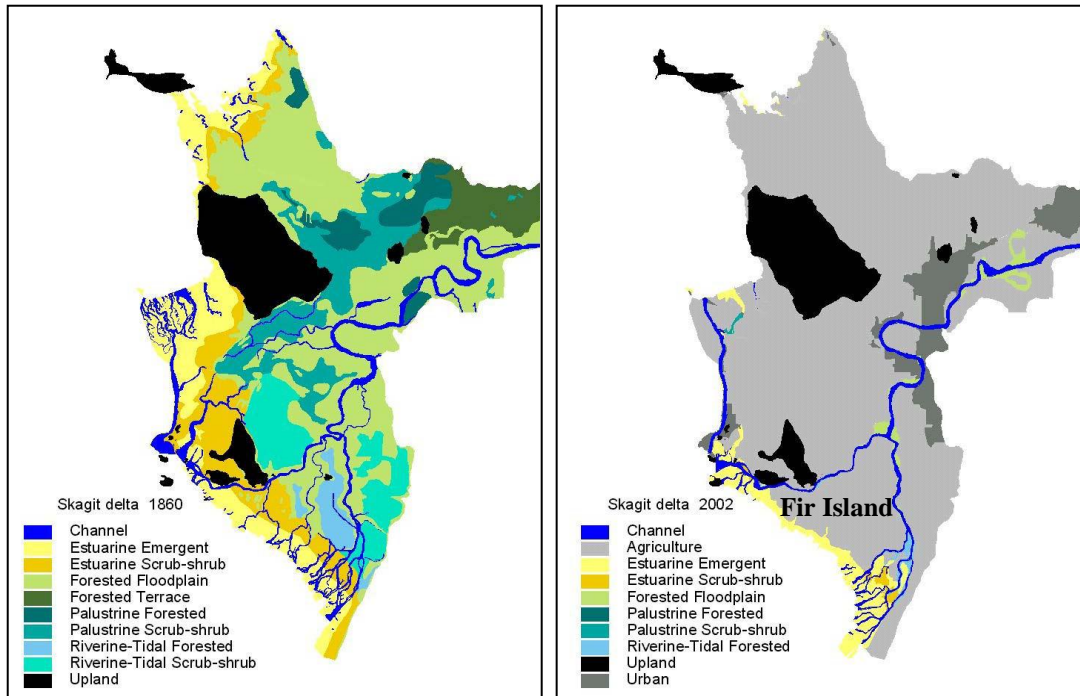 Skagit delta 1860
Channel
Estuarine Emergent
Estuarine Scrub-shrub
Forested Floodplain
Forested Terrace
Palustrine Forested
Palustrine Scrub-shrub
Riverine-Tidal Forested
Riverine-Tidal Scrub-shrub
Upland
Fir Island
Skagit delta 2002
Channel
Agriculture
Estuarine Emergent
Estuarine Scrub-shrub
Forested Floodplain
Palustrine Forested
Palustrine Scrub-shrub
Riverine-Tidal Forested
Upland
Urban